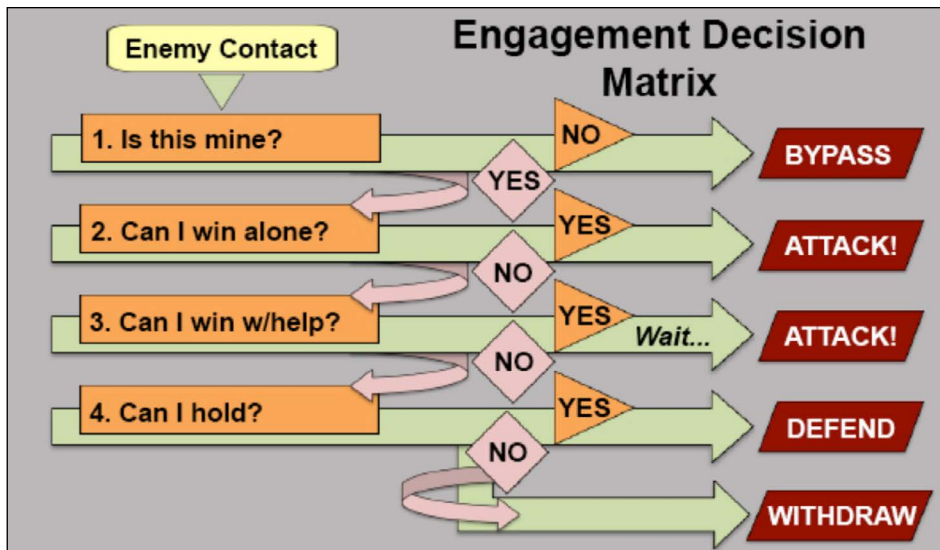 Enemy Contact
Engagement Decision
Matrix
1. Is this mine?
NO
BYPASS
YES
2. Can I win alone?
YES
ATTACK!
NO
3. Can I win w/help?
YES
Wait...
ATTACK!
NO
4. Can I hold?
YES
DEFEND
NO
WITHDRAW